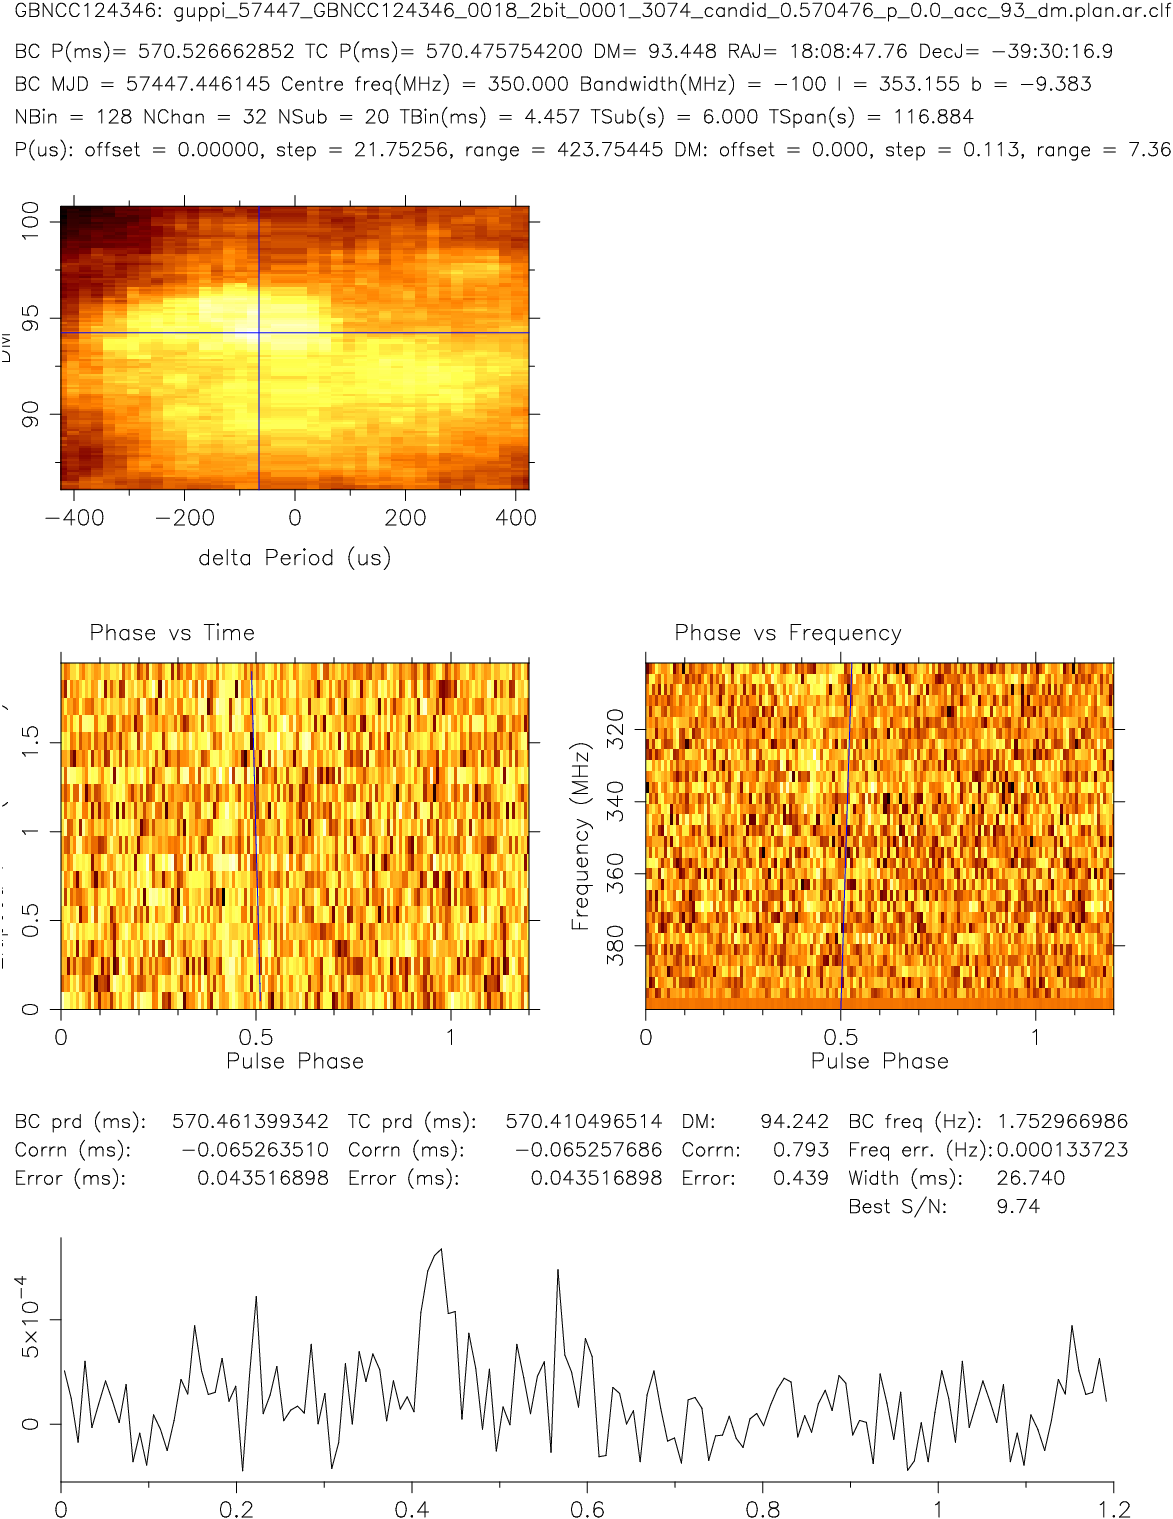 GBNCC124346: guppi_57447_GBNCC124346_0018_2bit_0001_3074_candid_0.570476_p_0.0_acc_93_dm.plan.ar.clf
BC P(ms)= 570.526662852 TC P(ms)= 570.475754200 DM= 93.448 RAJ= 18:08:47.76 DecJ= −39:30:16.9
BC MJD = 57447.446145 Centre freq(MHz) = 350.000 Bandwidth(MHz) = −100 l = 353.155 b = −9.383
NBin = 128 NChan = 32 NSub = 20 TBin(ms) = 4.457 TSub(s) = 6.000 TSpan(s) = 116.884
P(us): offset = 0.00000, step = 21.75256, range = 423.75445 DM: offset = 0.000, step = 0.113, range = 7.36
100
95
90
DM
−400 −200 0 200 400
delta Period (us)
Phase vs Time
1.5
1
0.5
0
0 0.5 1
Pulse Phase
Phase vs Frequency
320
340
360
380
Frequency (MHz)
0 0.5 1
Pulse Phase
BC prd (ms): 570.461399342 TC prd (ms): 570.410496514 DM: 94.242 BC freq (Hz): 1.752966986
Corrn (ms): −0.065263510 Corrn (ms): −0.065257686 Corrn: 0.793 Freq err. (Hz): 0.000133723
Error (ms): 0.043516898 Error (ms): 0.043516898 Error: 0.439 Width (ms): 26.740
Best S/N: 9.74
5×10−4
0
0 0.2 0.4 0.6 0.8 1 1.2